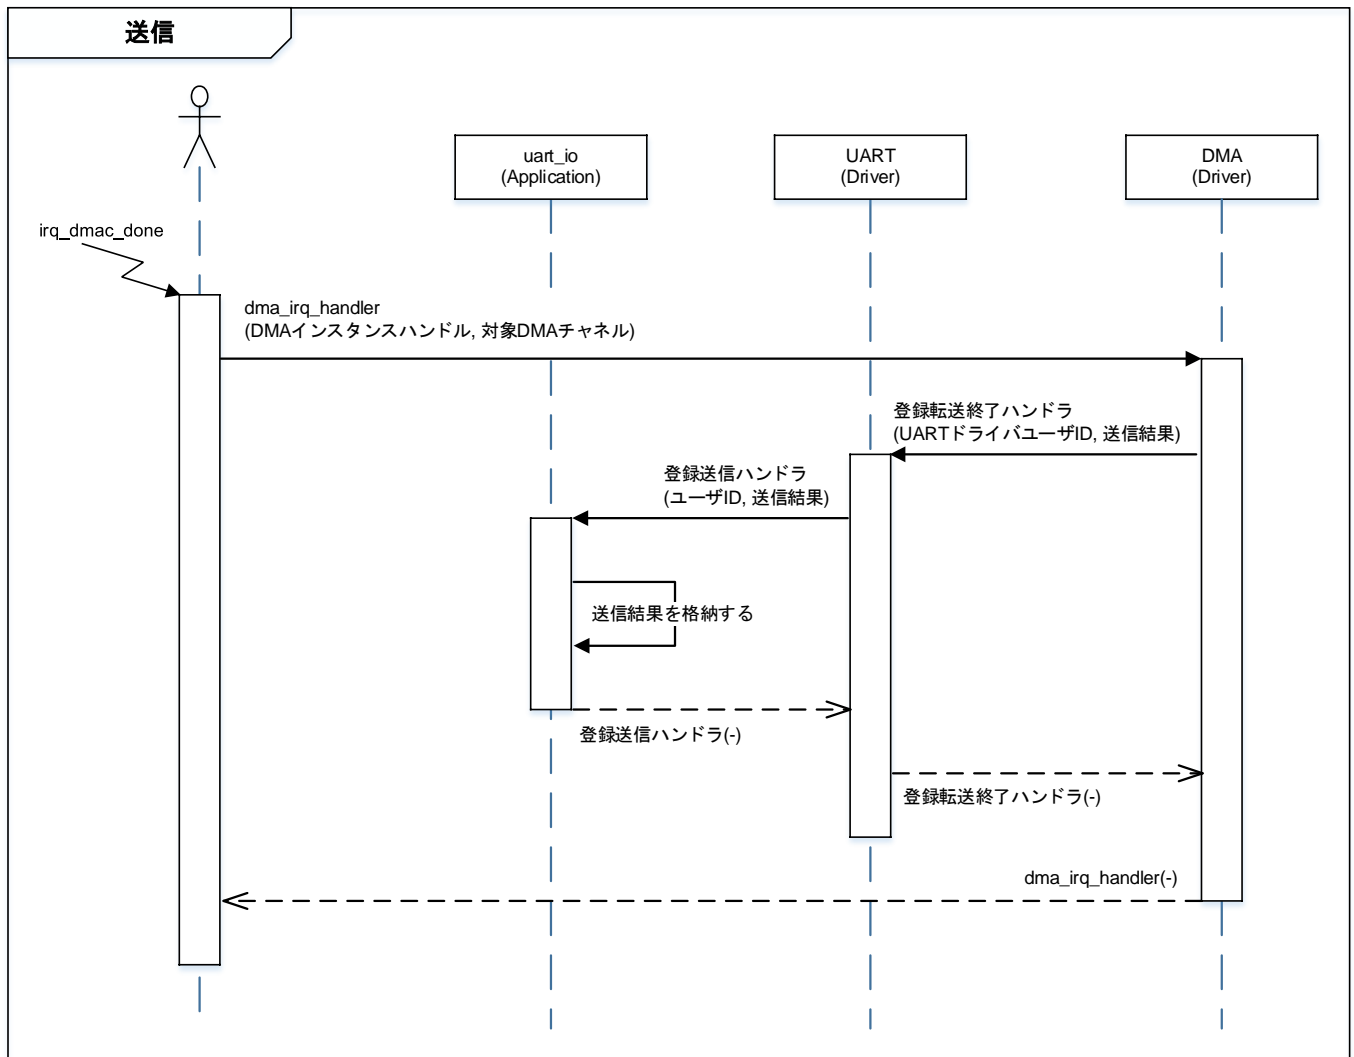 送信
uart_io
(Application)
UART
(Driver)
DMA
(Driver)
irq_dmac_done
dma_irq_handler
(DMAインスタンスハンドル, 対象DMAチャネル)
登録転送終了ハンドラ
(UARTドライバユーザID, 送信結果)
登録送信ハンドラ
(ユーザID, 送信結果)
送信結果を格納する
登録送信ハンドラ(-)
登録転送終了ハンドラ(-)
dma_irq_handler(-)